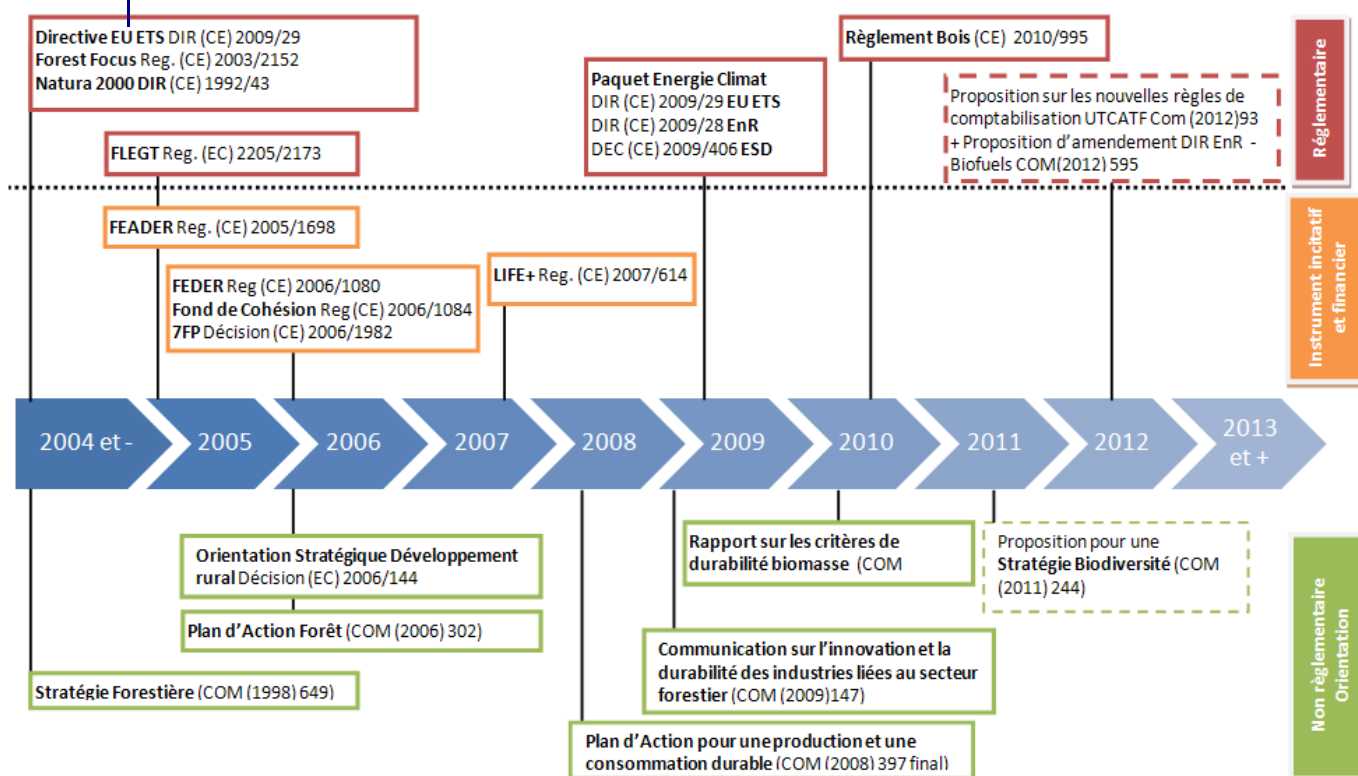 Directive EU ETS DIR (CE) 2009/29
Forest Focus Reg. (CE) 2003/2152
Natura 2000 DIR (CE) 1992/43
FLEGT Reg. (EC) 2205/2173
Paquet Energie Climat
DIR (CE) 2009/29 EU ETS
DIR (CE) 2009/28 EnR
DEC (CE) 2009/406 ESD
Règlement Bois (CE) 2010/995
Proposition sur les nouvelles règles de
comptabilisation UTCATF Com (2012)93
+ Proposition d'amendement DIR EnR -
Biofuels COM(2012) 595
Réglementaire
FEADER Reg. (CE) 2005/1698
FEDER Reg (CE) 2006/1080
Fond de Cohésion Reg (CE) 2006/1084
7FP Décision (CE) 2006/1982
LIFE+ Reg. (CE) 2007/614
Instrument incitatif
et financier
2004 et -
2005
2006
2007
2008
2009
2010
2011
2012
2013
et +
Orientation Stratégique Développement
rural Décision (EC) 2006/144
Plan d'Action Forêt (COM (2006) 302)
Stratégie Forestière (COM (1998) 649)
Rapport sur les critères de
durabilité biomasse (COM
Proposition pour une
Stratégie Biodiversité (COM
(2011) 244)
Communication sur l'innovation et la
durabilité des industries liées au secteur
forestier (COM (2009)147)
Plan d'Action pour une production et une
consommation durable (COM (2008) 397 final)
Non règlementaire
Orientation